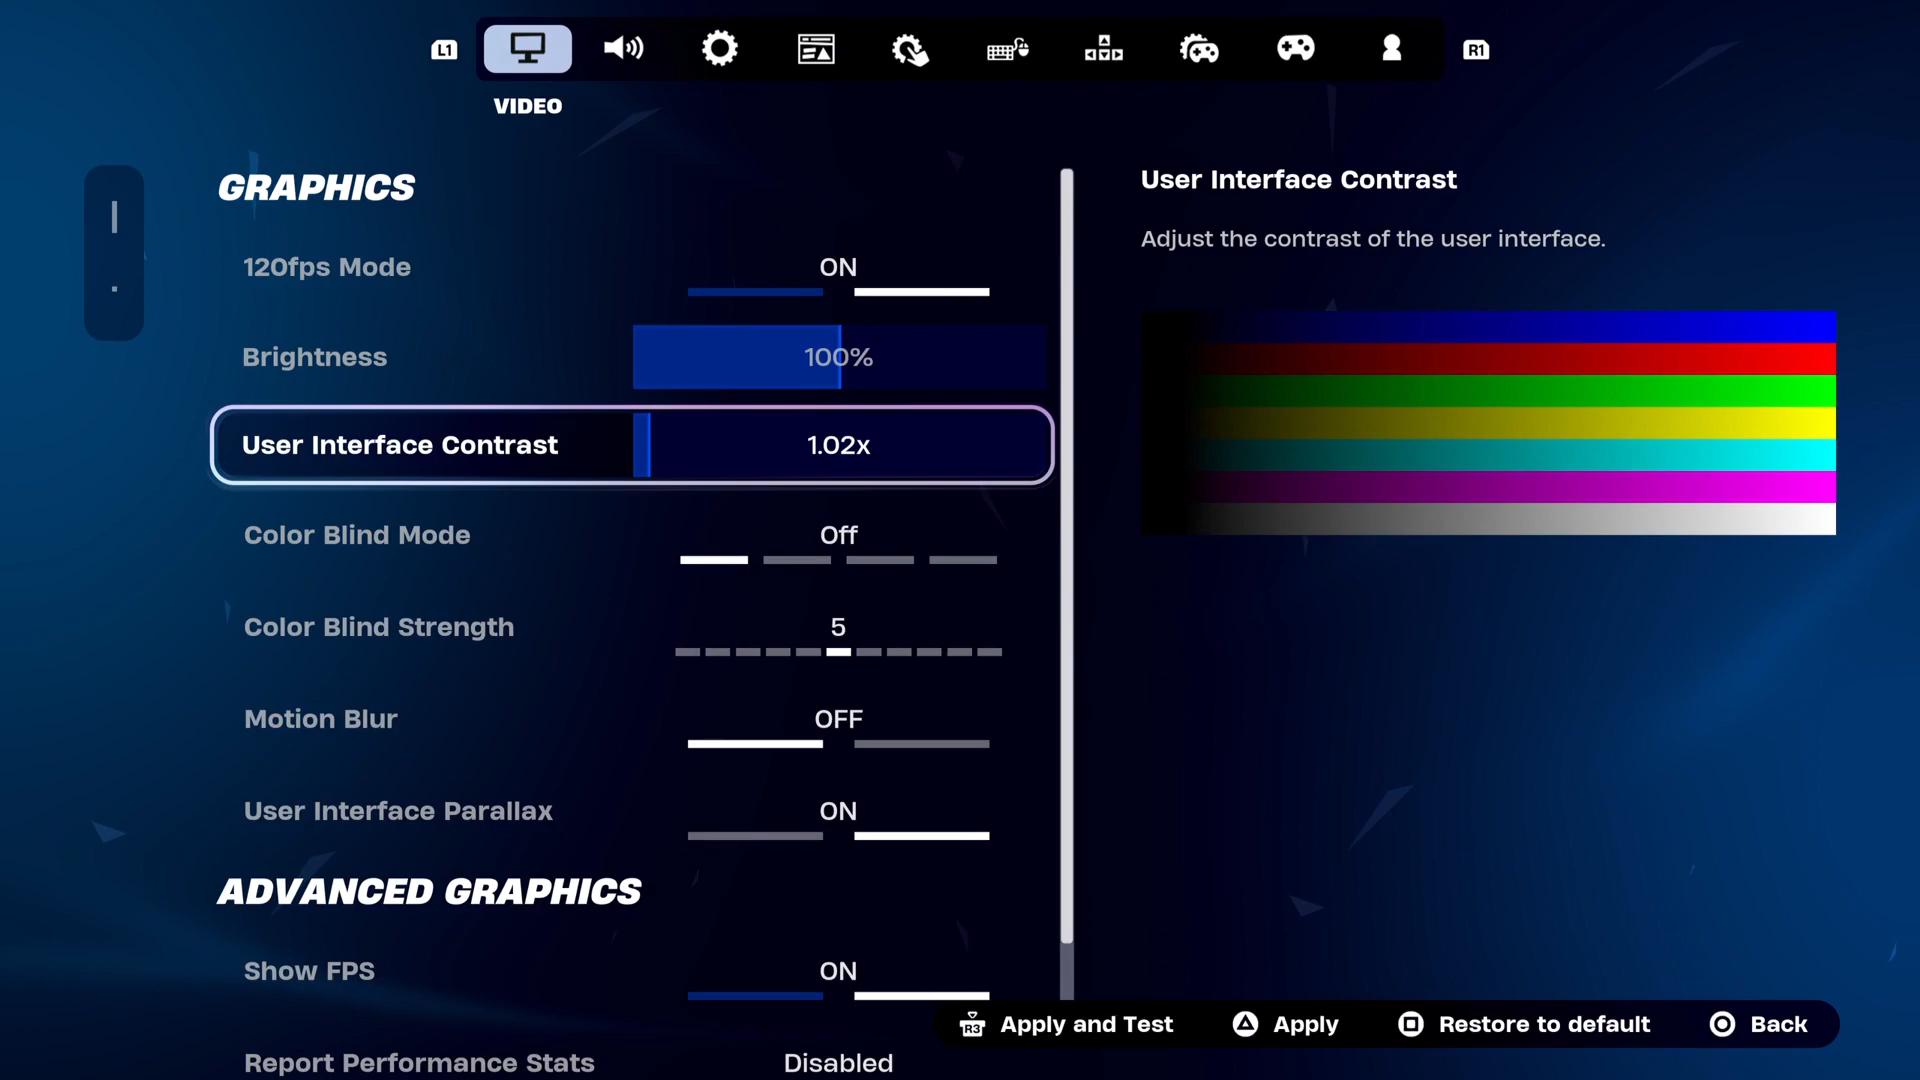 L1
R1
VIDEO
GRAPHICS
120fps Mode ON
Brightness 100%
User Interface Contrast 1.02x
Color Blind Mode Off
Color Blind Strength 5
Motion Blur OFF
User Interface Parallax ON
ADVANCED GRAPHICS
Show FPS ON
Report Performance Stats Disabled
User Interface Contrast
Adjust the contrast of the user interface.
R3 Apply and Test Apply Restore to default Back